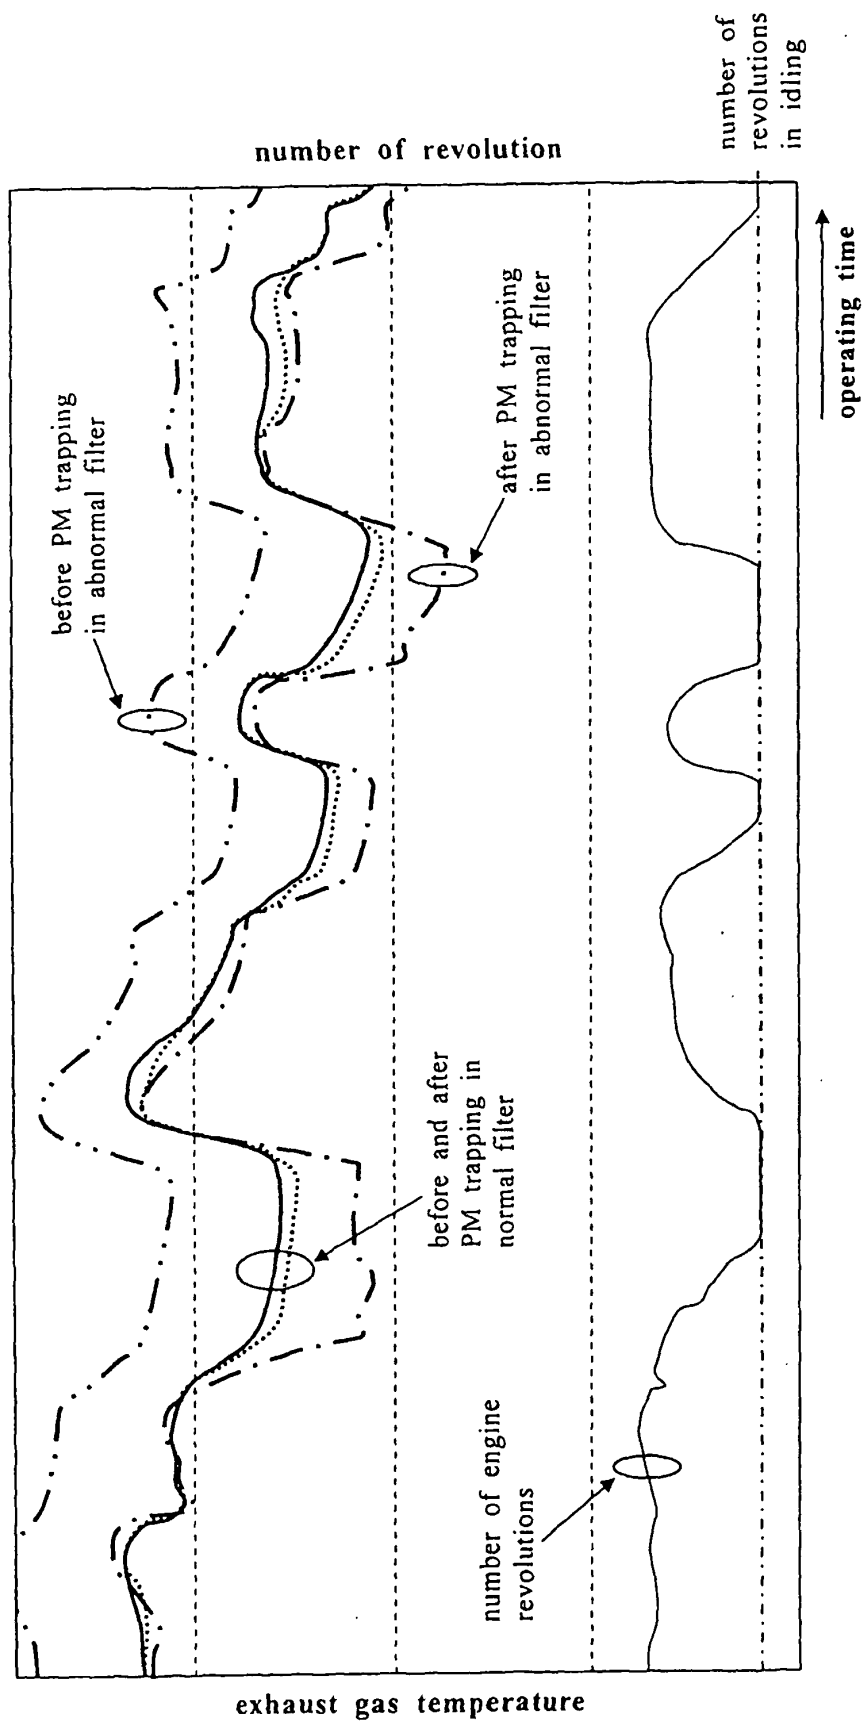 number of revolution
number of
revolutions
in idling
before PM trapping
in abnormal filter
after PM trapping
in abnormal filter
before and after
PM trapping in
normal filter
number of engine
revolutions
operating time
exhaust gas temperature